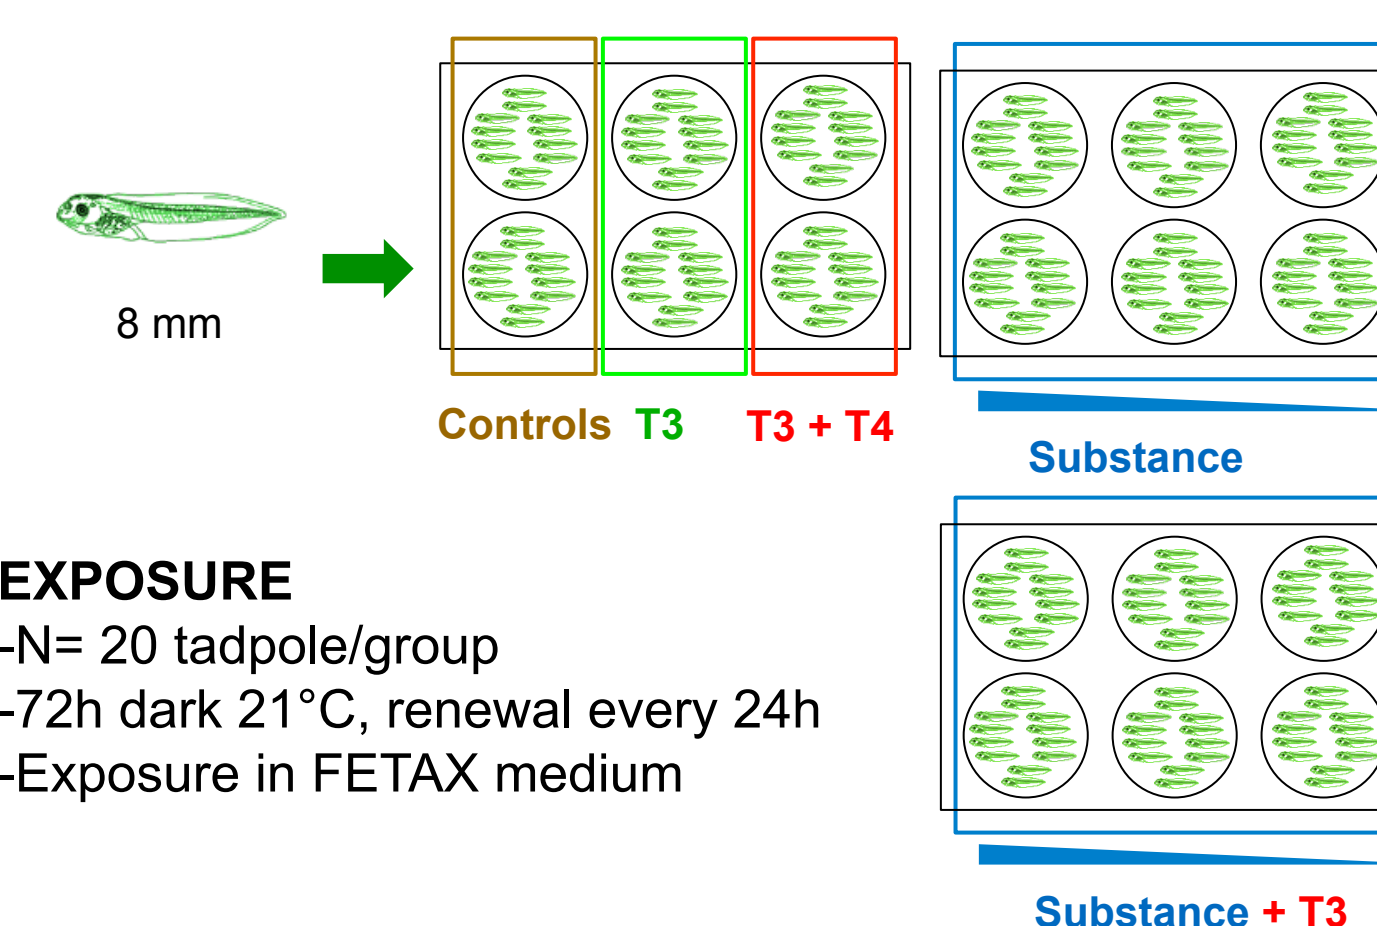 8 mm
Controls T3 T3 + T4
Substance
EXPOSURE
-N= 20 tadpole/group
-72h dark 21°C, renewal every 24h
-Exposure in FETAX medium
Substance + T3